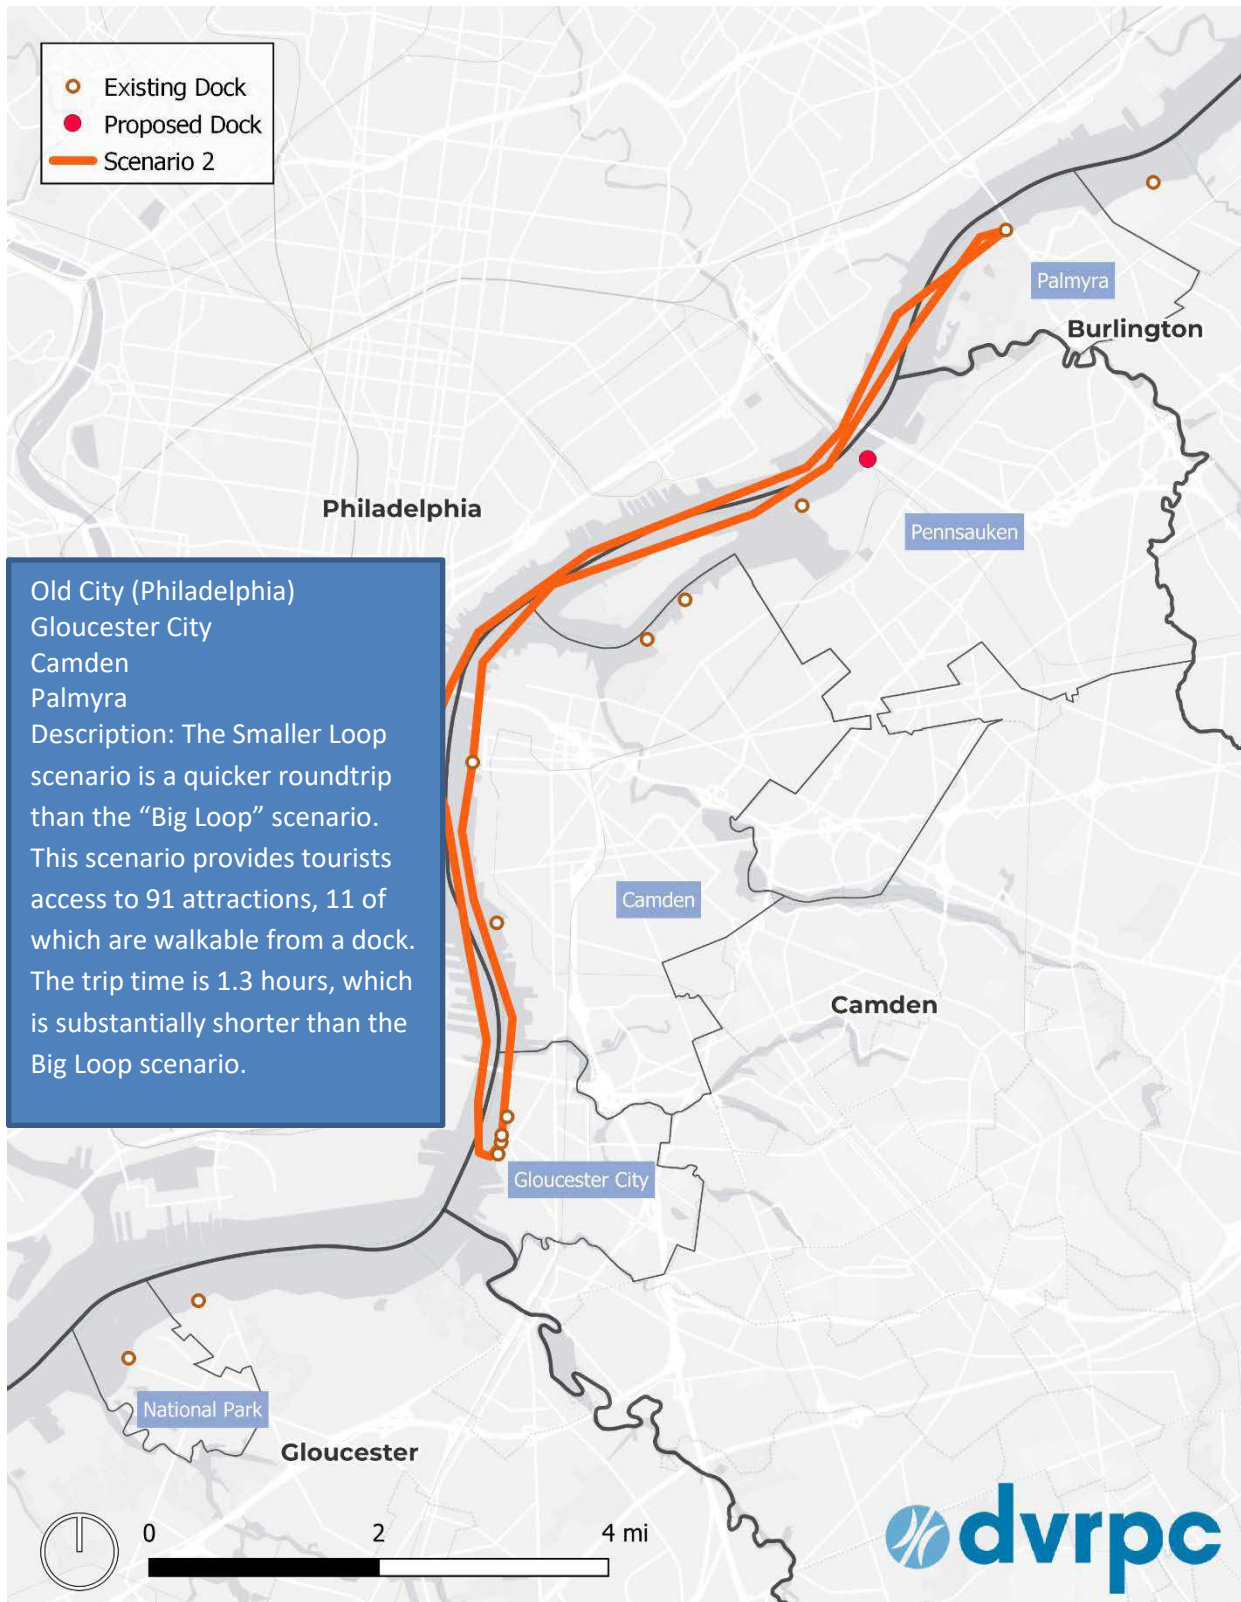 Existing Dock
Proposed Dock
Scenario 2
Palmyra
Burlington
Philadelphia
Pennsauken
Old City (Philadelphia)
Gloucester City
Camden
Palmyra
Description: The Smaller Loop
scenario is a quicker roundtrip
than the “Big Loop” scenario.
This scenario provides tourists
access to 91 attractions, 11 of
which are walkable from a dock.
The trip time is 1.3 hours, which
is substantially shorter than the
Big Loop scenario.
Camden
Camden
Gloucester City
National Park
Gloucester
0 2 4 mi
dvrpc